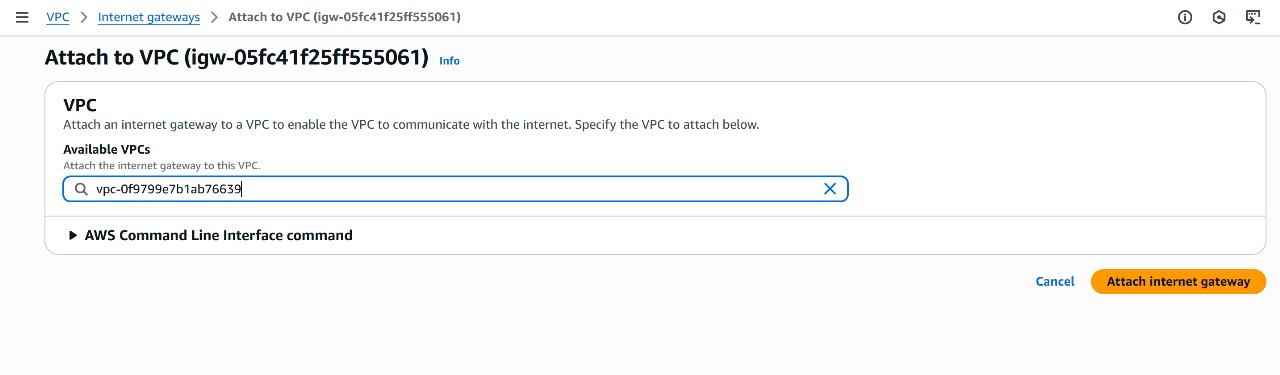 VPC > Internet gateways > Attach to VPC (igw-05fc41f25ff555061)
Attach to VPC (igw-05fc41f25ff555061) Info
VPC
Attach an internet gateway to a VPC to enable the VPC to communicate with the internet. Specify the VPC to attach below.
Available VPCs
Attach the internet gateway to this VPC.
vpc-0f9799e7b1ab76639
AWS Command Line Interface command
Cancel Attach internet gateway